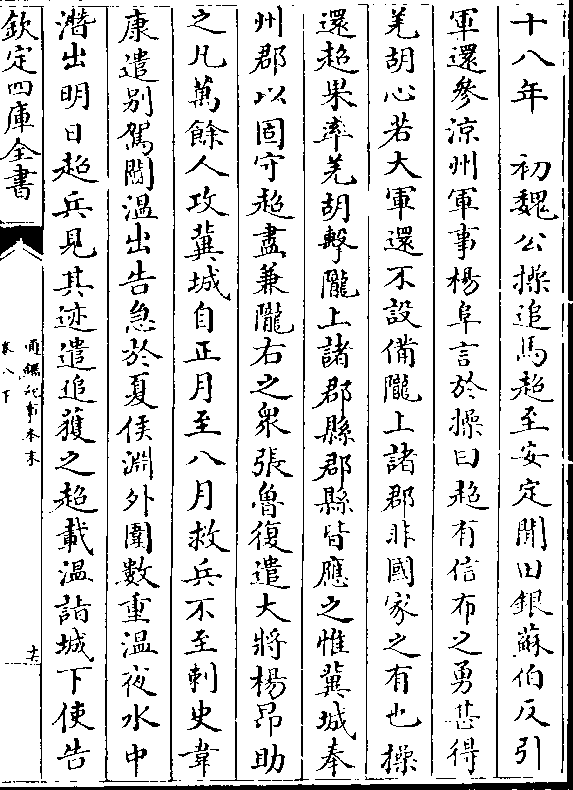 十八年　初魏公操追馬超至安定聞田銀蘇伯反引
軍還參涼州軍事楊阜言於操曰超有信布之勇甚得
羌胡心若大軍還不設備隴上諸郡非國家之有也操
還超果率羌胡擊隴上諸郡縣郡縣皆應之惟冀城奉
州郡以固守超盡兼隴右之衆張魯復遣大將楊昂助
之凡萬餘人攻冀城自正月至八月救兵不至刺史韋
康遣别駕閻溫出告急於夏侯淵外圍數重溫夜水中
潛出明日超兵見其迹遣追獲之超載溫詣城下使告
欽定四庫全書
通鑑紀事本末
卷八下
十六